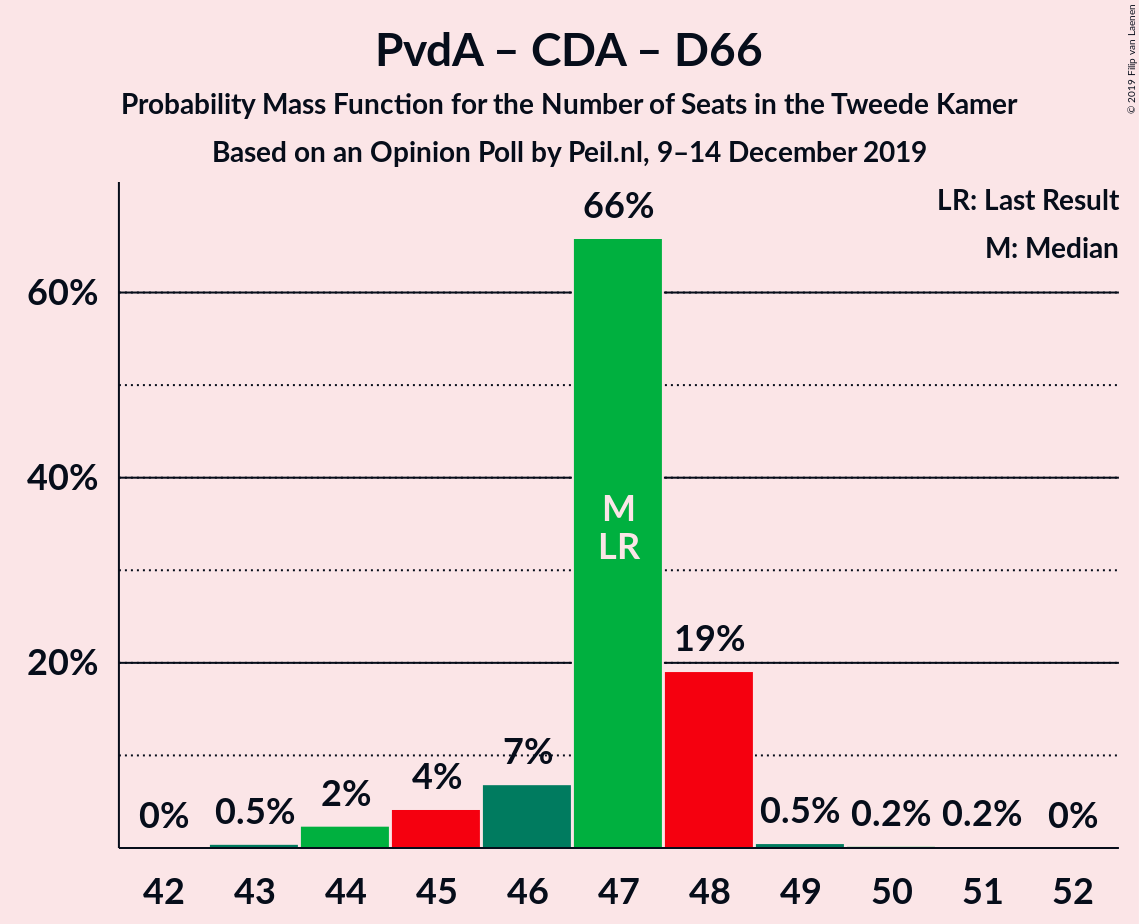 PvdA – CDA – D66
Probability Mass Function for the Number of Seats in the Tweede Kamer
Based on an Opinion Poll by Peil.nl, 9–14 December 2019
© 2019 Filip van Laenen
LR: Last Result
M: Median
60%
40%
20%
0%
0.5%
2%
4%
7%
66%
M
LR
19%
0.5%
0.2%
0.2%
0%
42 43 44 45 46 47 48 49 50 51 52